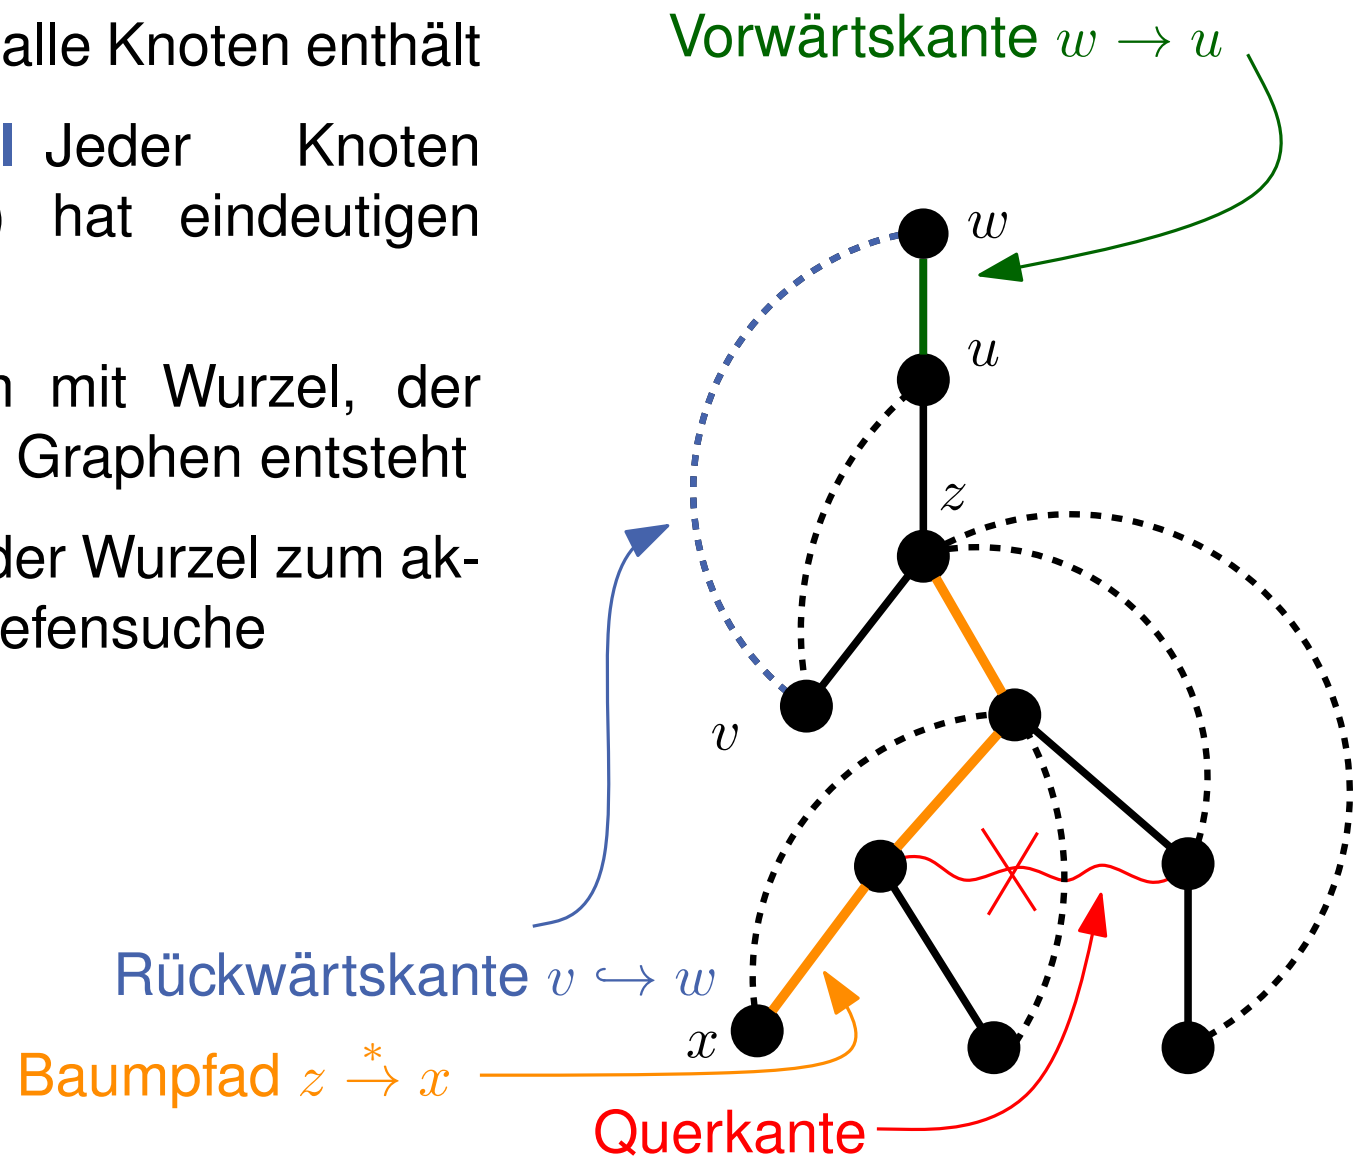 alle Knoten enthält
Jeder Knoten
hat eindeutigen
mit Wurzel, der
Graphen entsteht
der Wurzel zum ak-
efensuche
Vorwärtskante w → u
w
u
z
v
Rückwärtskante v ↪ w
x
Baumpfad z →* x
Querkante